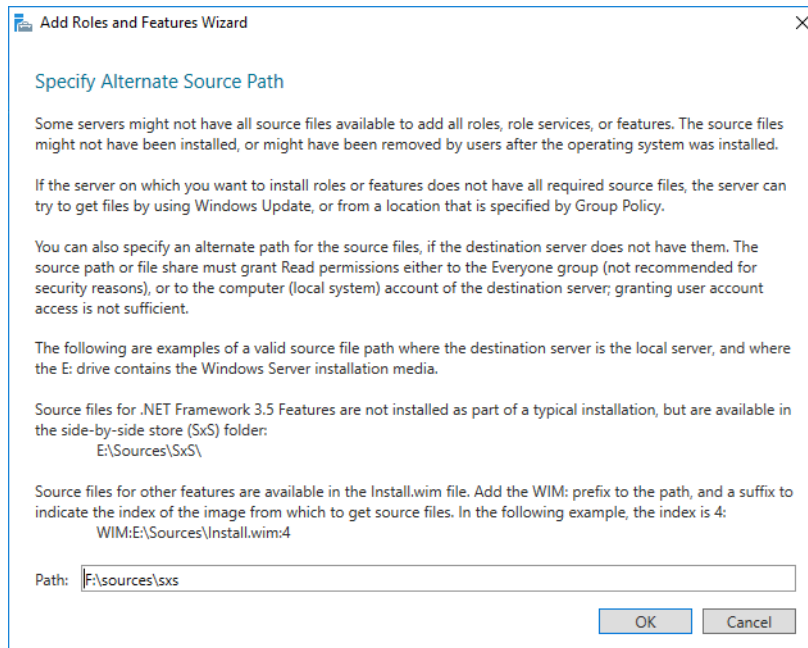 Add Roles and Features Wizard
Specify Alternate Source Path
Some servers might not have all source files available to add all roles, role services, or features. The source files
might not have been installed, or might have been removed by users after the operating system was installed.
If the server on which you want to install roles or features does not have all required source files, the server can
try to get files by using Windows Update, or from a location that is specified by Group Policy.
You can also specify an alternate path for the source files, if the destination server does not have them. The
source path or file share must grant Read permissions either to the Everyone group (not recommended for
security reasons), or to the computer (local system) account of the destination server; granting user account
access is not sufficient.
The following are examples of a valid source file path where the destination server is the local server, and where
the E: drive contains the Windows Server installation media.
Source files for .NET Framework 3.5 Features are not installed as part of a typical installation, but are available in
the side-by-side store (SxS) folder:
E:\Sources\SxS\
Source files for other features are available in the Install.wim file. Add the WIM: prefix to the path, and a suffix to
indicate the index of the image from which to get source files. In the following example, the index is 4:
WIM:E:\Sources\Install.wim:4
Path: F:\sources\sxs
OK Cancel